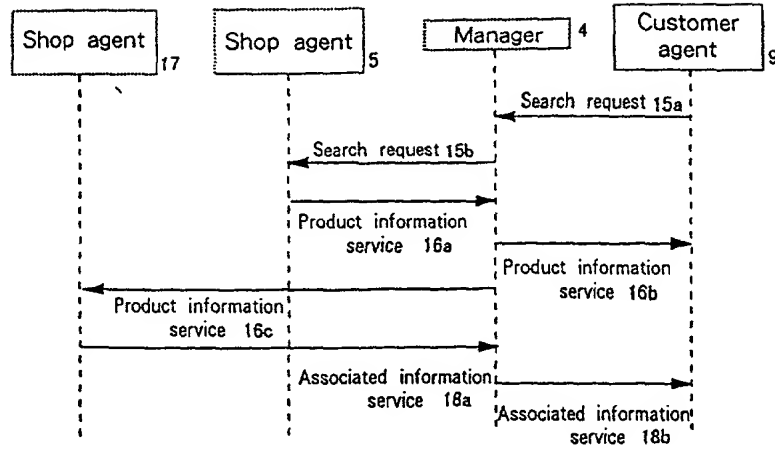 Shop agent
17
Shop agent
5
Manager
4
Customer
agent
9
Search request 15a
Search request 15b
Product information
service 16a
Product information
service 16b
Product information
service 16c
Associated information
service 18a
Associated information
service 18b